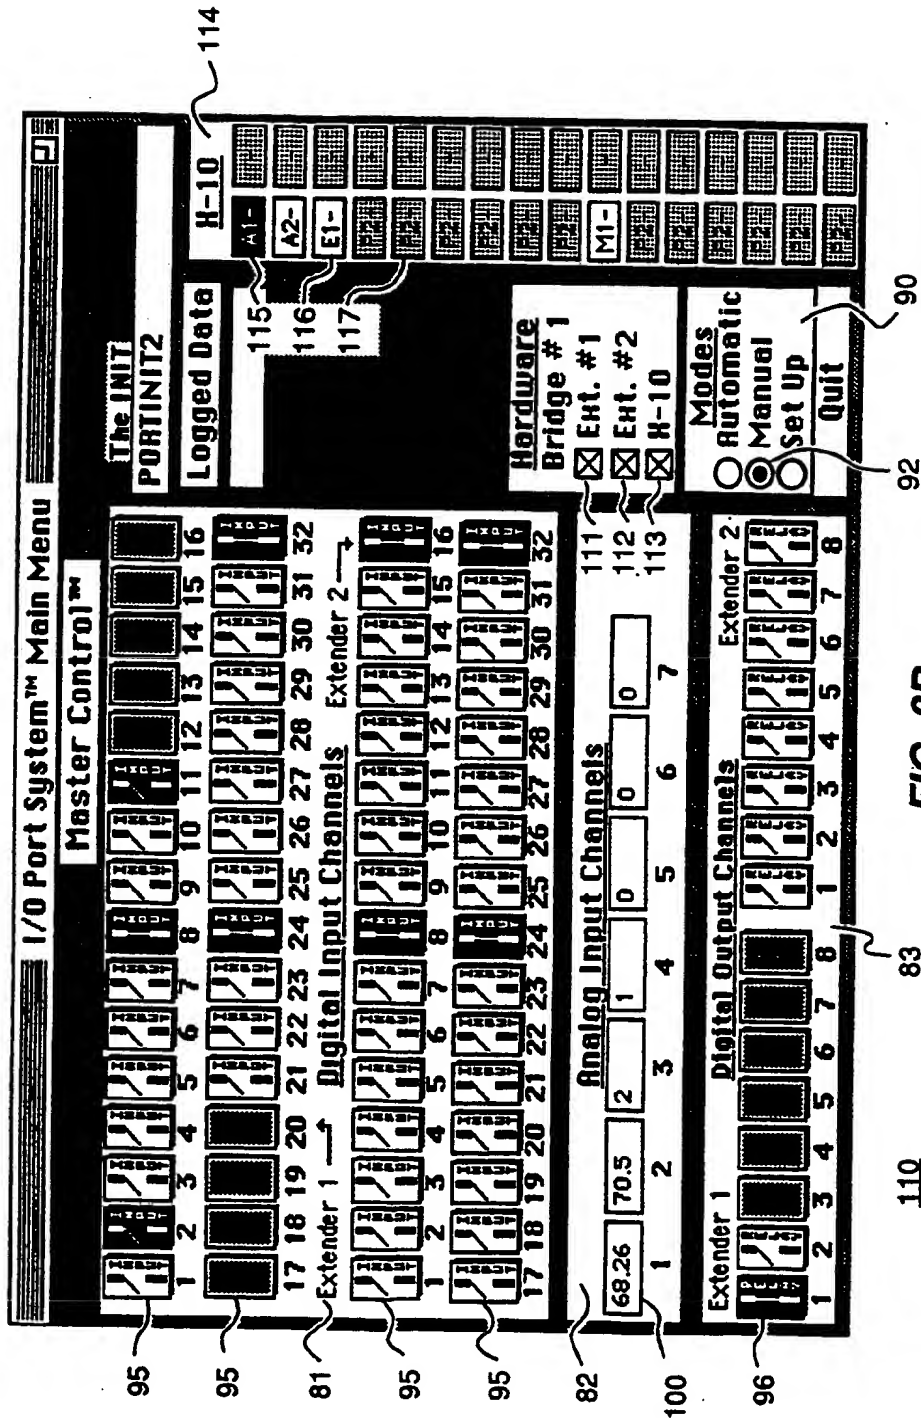 I/O Port System™ Main Menu
Master Control™
1 2 3 4 5 6 7 8 9 10 11 12 13 14 15 16
17 18 19 20 21 22 23 24 25 26 27 28 29 30 31 32
Extender 1 Digital Input Channels Extender 2
1 2 3 4 5 6 7 8 9 10 11 12 13 14 15 16
17 18 19 20 21 22 23 24 25 26 27 28 29 30 31 32
Analog Input Channels
68.26 70.5 2 1 0 0 0
1 2 3 4 5 6 7
Digital Output Channels
Extender 1 Extender 2
1 2 3 4 5 6 7 8 1 2 3 4 5 6 7 8
The INIT
PORTINIT2
Logged Data
X-10
A1-
A2-
E1-
M1-
Hardware
Bridge # 1
Ext. #1
Ext. #2
X-10
Modes
Automatic
Manual
Set Up
Quit
95
95
81
95
95
82
100
96
83
92
90
111
112
113
114
115
116
117
110